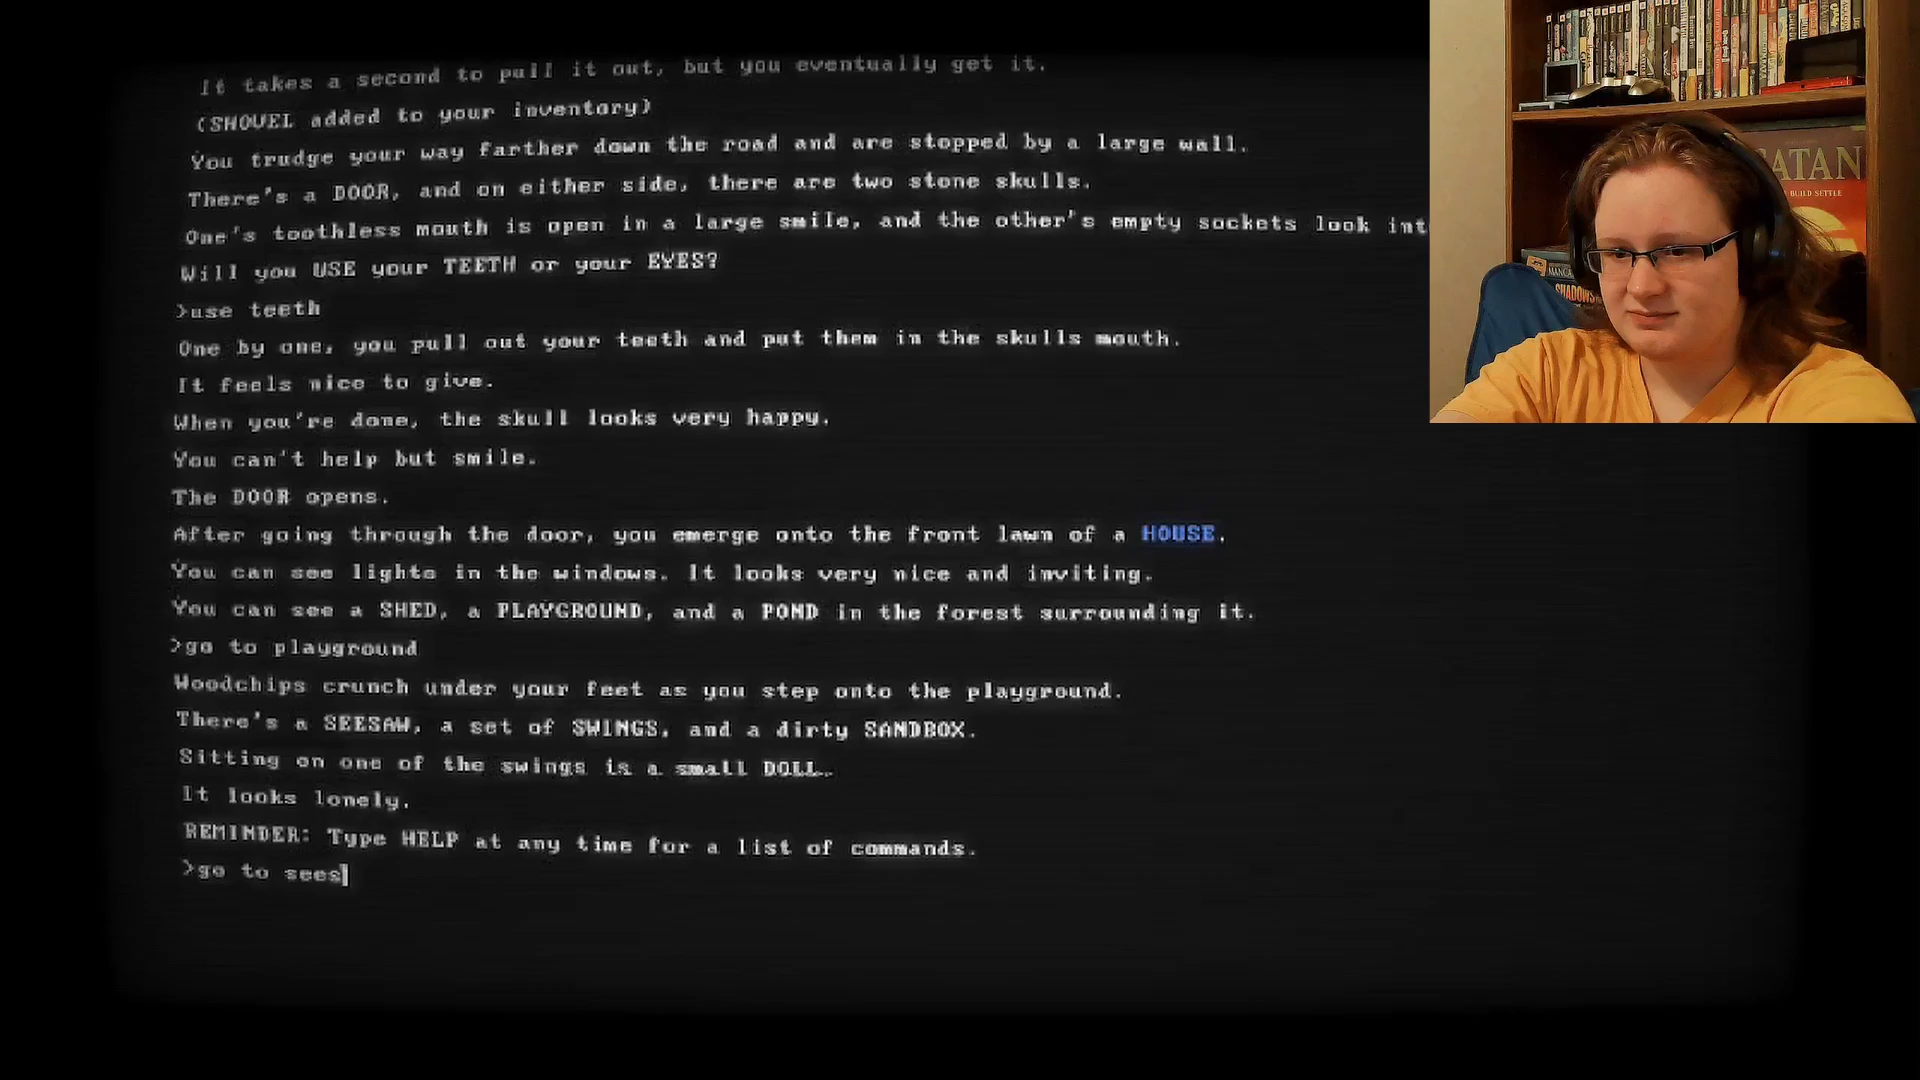 It takes a second to pull it out, but you eventually get it.
(SHOVEL added to your inventory)
You trudge your way farther down the road and are stopped by a large wall.
There's a DOOR, and on either side, there are two stone skulls.
One's toothless mouth is open in a large smile, and the other's empty sockets look int
Will you USE your TEETH or your EYES?
>use teeth
One by one, you pull out your teeth and put them in the skulls mouth.
It feels nice to give.
When you're done, the skull looks very happy.
You can't help but smile.
The DOOR opens.
After going through the door, you emerge onto the front lawn of a HOUSE.
You can see lights in the windows. It looks very nice and inviting.
You can see a SHED, a PLAYGROUND, and a POND in the forest surrounding it.
>go to playground
Woodchips crunch under your feet as you step onto the playground.
There's a SEESAW, a set of SWINGS, and a dirty SANDBOX.
Sitting on one of the swings is a small DOLL.
It looks lonely.
REMINDER: Type HELP at any time for a list of commands.
>go to sees
CATAN
BUILD SETTLE
SHADOWS